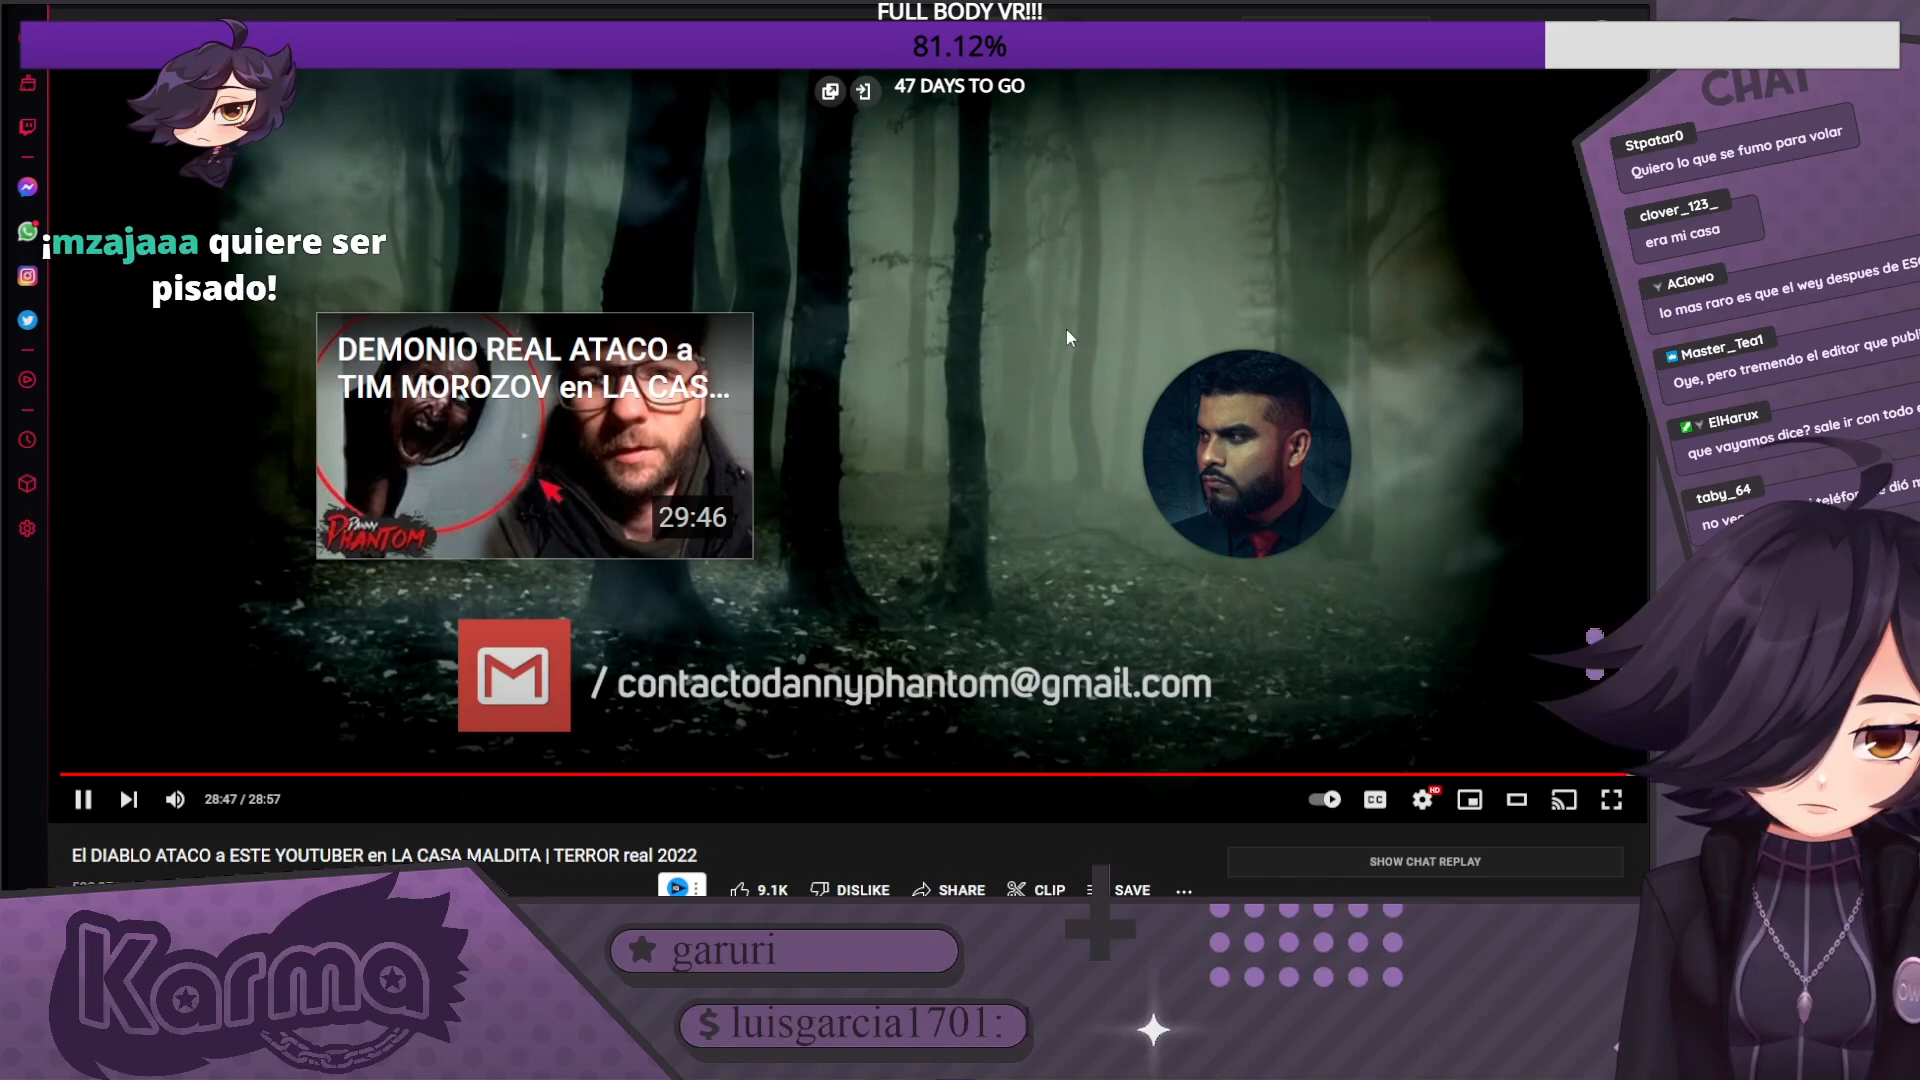 FULL BODY VR!!!
81.12%
47 DAYS TO GO
CHAT
Stpatar0
Quiero lo que se fumo para volar
clover_123_
era mi casa
ACiowo
lo mas raro es que el wey despues de
Master_Tea1
Oye, pero tremendo el editor que
ElHarux
que vayamos dice? sale ir con todo
taby_64
no
¡mzajaaa quiere ser
pisado!
DEMONIO REAL ATACO a
TIM MOROZOV en LA CAS...
DANNY
PHANTOM
29:46
/ contactodannyphantom@gmail.com
28:47 / 28:57
CC
HD
El DIABLO ATACO a ESTE YOUTUBER en LA CASA MALDITA | TERROR real 2022
SHOW CHAT REPLAY
9.1K
DISLIKE
SHARE
CLIP
SAVE
Karma
garuri
$ luisgarcia1701: